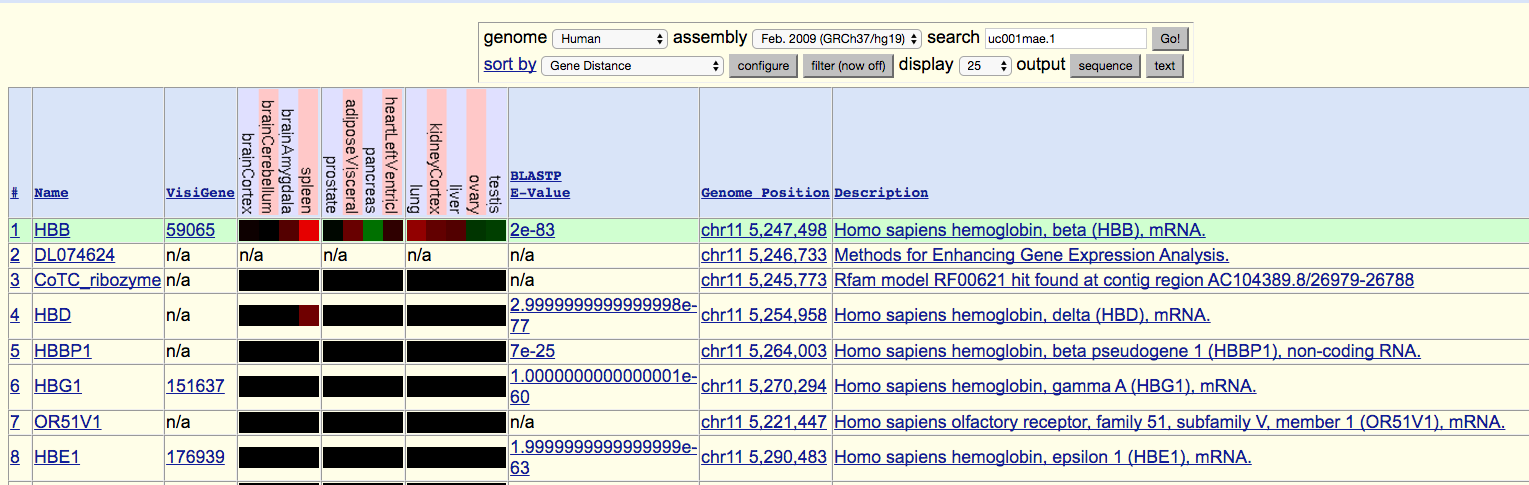 genome Human assembly Feb. 2009 (GRCh37/hg19) search uc001mae.1 Go!
sort by Gene Distance configure filter (now off) display 25 output sequence text
# Name VisiGene brainCortex brainCerebellum brainAmygdala spleen prostate adiposeVisceral pancreas heartLeftVentricl lung kidneyCortex liver ovary testis BLASTP E-Value Genome Position Description
1 HBB 59065 2e-83 chr11 5,247,498 Homo sapiens hemoglobin, beta (HBB), mRNA.
2 DL074624 n/a n/a n/a n/a n/a chr11 5,246,733 Methods for Enhancing Gene Expression Analysis.
3 CoTC_ribozyme n/a n/a chr11 5,245,773 Rfam model RF00621 hit found at contig region AC104389.8/26979-26788
4 HBD n/a 2.9999999999999998e-77 chr11 5,254,958 Homo sapiens hemoglobin, delta (HBD), mRNA.
5 HBBP1 n/a 7e-25 chr11 5,264,003 Homo sapiens hemoglobin, beta pseudogene 1 (HBBP1), non-coding RNA.
6 HBG1 151637 1.0000000000000001e-60 chr11 5,270,294 Homo sapiens hemoglobin, gamma A (HBG1), mRNA.
7 OR51V1 n/a n/a chr11 5,221,447 Homo sapiens olfactory receptor, family 51, subfamily V, member 1 (OR51V1), mRNA.
8 HBE1 176939 1.9999999999999999e-63 chr11 5,290,483 Homo sapiens hemoglobin, epsilon 1 (HBE1), mRNA.